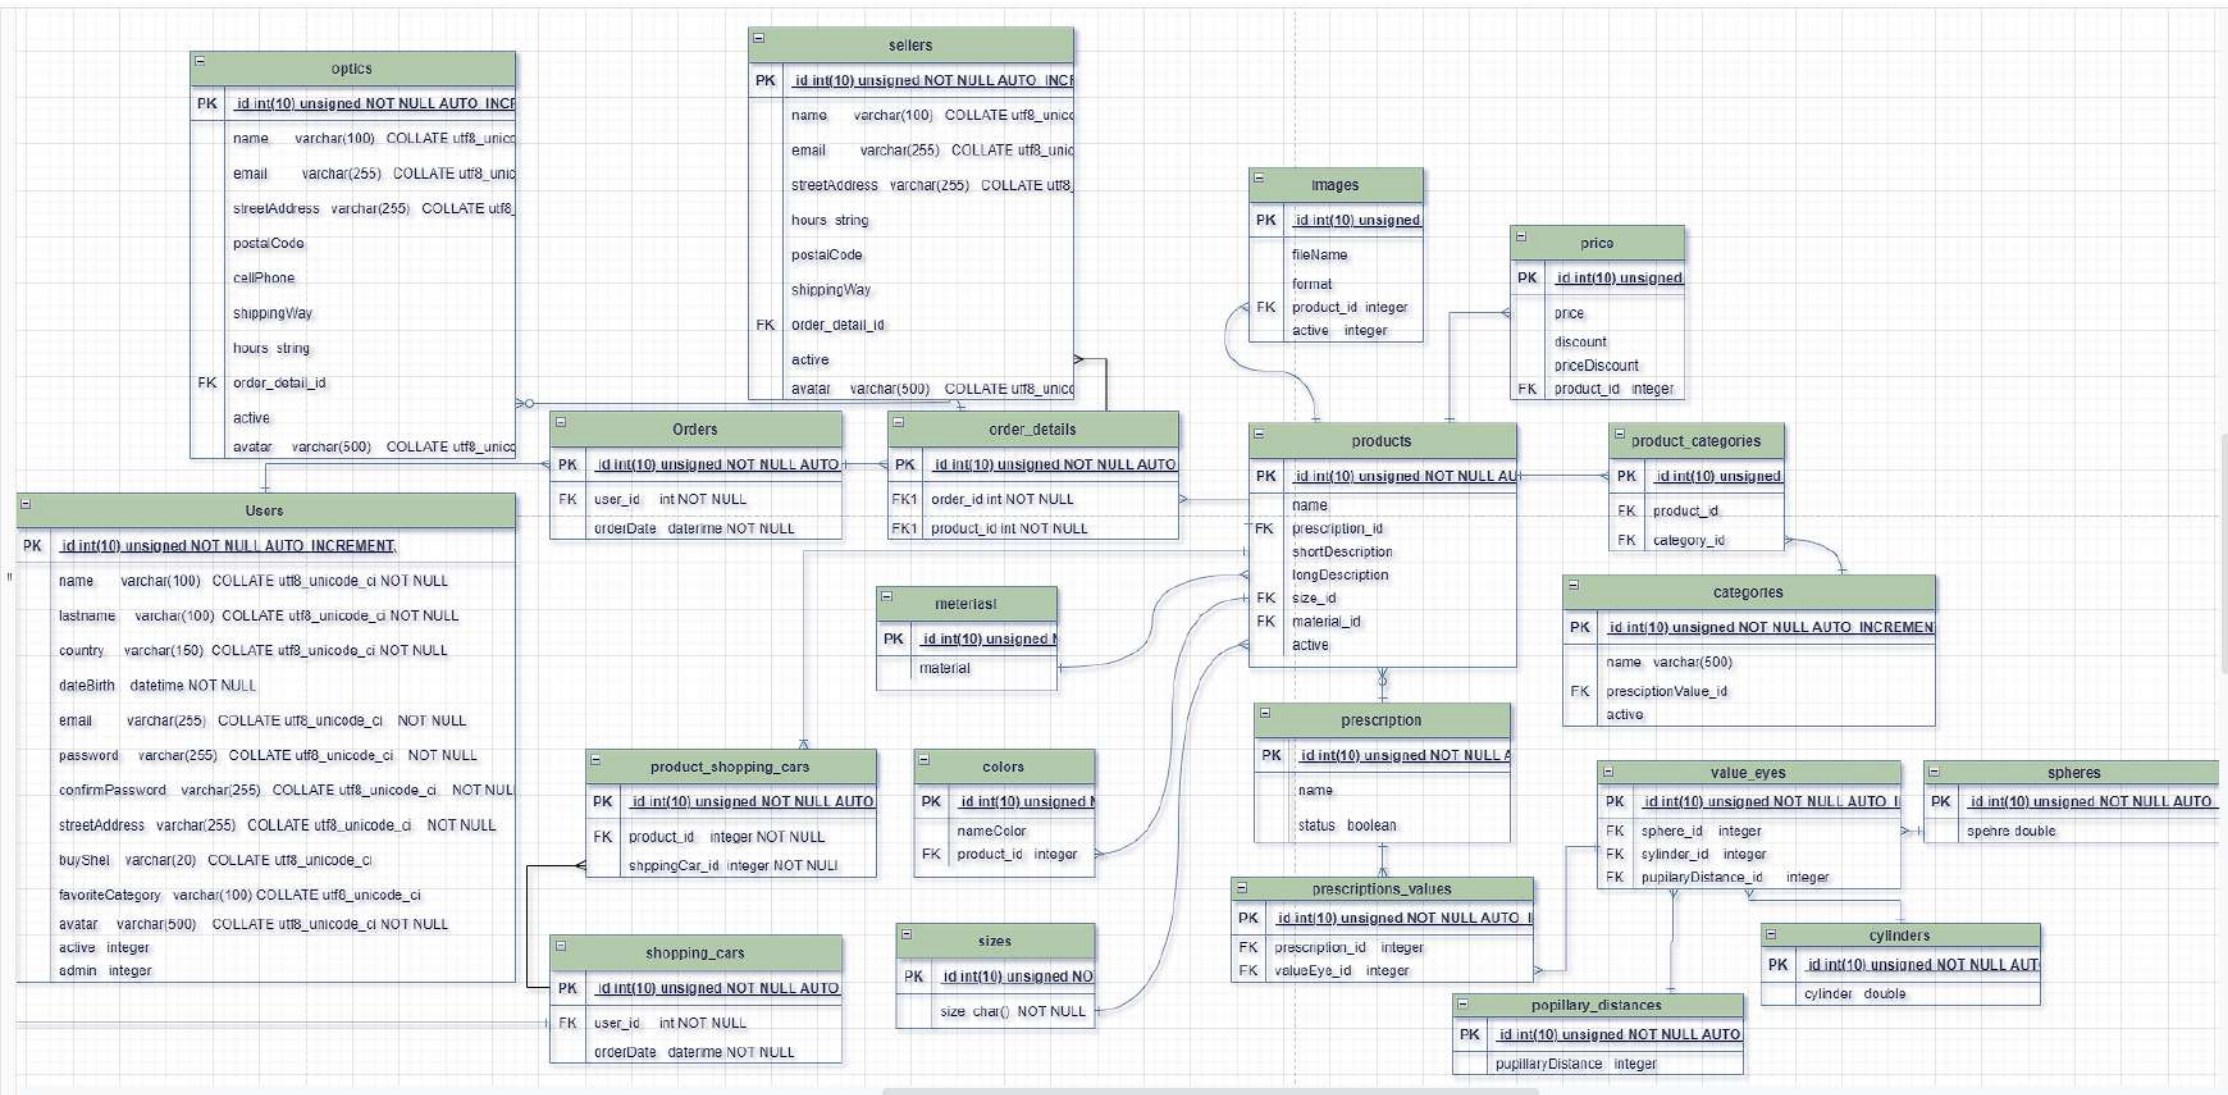 optics
PK id int(10) unsigned NOT NULL AUTO_INCR
name varchar(100) COLLATE utf8_unico
email varchar(255) COLLATE utf8_unic
streetAddress varchar(255) COLLATE utf8_
postalCode
cellPhone
shippingWay
hours string
FK order_detail_id
active
avatar varchar(500) COLLATE utf8_unico
sellers
PK id int(10) unsigned NOT NULL AUTO_INCR
name varchar(100) COLLATE utf8_unico
email varchar(255) COLLATE utf8_unic
streetAddress varchar(255) COLLATE utf8_
hours string
postalCode
shippingWay
FK order_detail_id
active
avatar varchar(500) COLLATE utf8_unico
images
PK id int(10) unsigned
fileName
format
FK product_id integer
active integer
price
PK id int(10) unsigned
price
discount
priceDiscount
FK product_id integer
Orders
PK id int(10) unsigned NOT NULL AUTO
FK user_id int NOT NULL
orderDate daterime NOT NULL
order_details
PK id int(10) unsigned NOT NULL AUTO
FK1 order_id int NOT NULL
FK1 product_id int NOT NULL
products
PK id int(10) unsigned NOT NULL AU
name
FK prescription_id
shortDescription
longDescription
FK size_id
FK material_id
active
product_categories
PK id int(10) unsigned
FK product_id
FK category_id
Users
PK id int(10) unsigned NOT NULL AUTO_INCREMENT,
name varchar(100) COLLATE utf8_unicode_ci NOT NULL
lastname varchar(100) COLLATE utf8_unicode_ci NOT NULL
country varchar(150) COLLATE utf8_unicode_ci NOT NULL
dateBirth datetime NOT NULL
email varchar(255) COLLATE utf8_unicode_ci NOT NULL
password varchar(255) COLLATE utf8_unicode_ci NOT NULL
confirmPassword varchar(255) COLLATE utf8_unicode_ci NOT NUL
streetAddress varchar(255) COLLATE utf8_unicode_ci NOT NULL
buyShel varchar(20) COLLATE utf8_unicode_ci
favoriteCategory varchar(100) COLLATE utf8_unicode_ci
avatar varchar(500) COLLATE utf8_unicode_ci NOT NULL
active integer
admin integer
meteriasl
PK id int(10) unsigned N
material
categories
PK id int(10) unsigned NOT NULL AUTO_INCREMEN
name varchar(500)
FK presciptionValue_id
active
prescription
PK id int(10) unsigned NOT NULL A
name
status boolean
product_shopping_cars
PK id int(10) unsigned NOT NULL AUTO
FK product_id integer NOT NULL
shppingCar_id integer NOT NULL
colors
PK id int(10) unsigned N
nameColor
FK product_id integer
value_eyes
PK id int(10) unsigned NOT NULL AUTO_I
FK sphere_id integer
FK sylinder_id integer
FK pupilaryDistance_id integer
spheres
PK id int(10) unsigned NOT NULL AUTO
spehre double
prescriptions_values
PK id int(10) unsigned NOT NULL AUTO_I
FK prescription_id integer
FK valueEye_id integer
shopping_cars
PK id int(10) unsigned NOT NULL AUTO
FK user_id int NOT NULL
orderDate daterime NOT NULL
sizes
PK id int(10) unsigned NO
size char() NOT NULL
cylinders
PK id int(10) unsigned NOT NULL AUT
cylinder double
popillary_distances
PK id int(10) unsigned NOT NULL AUTO
pupillaryDistance integer